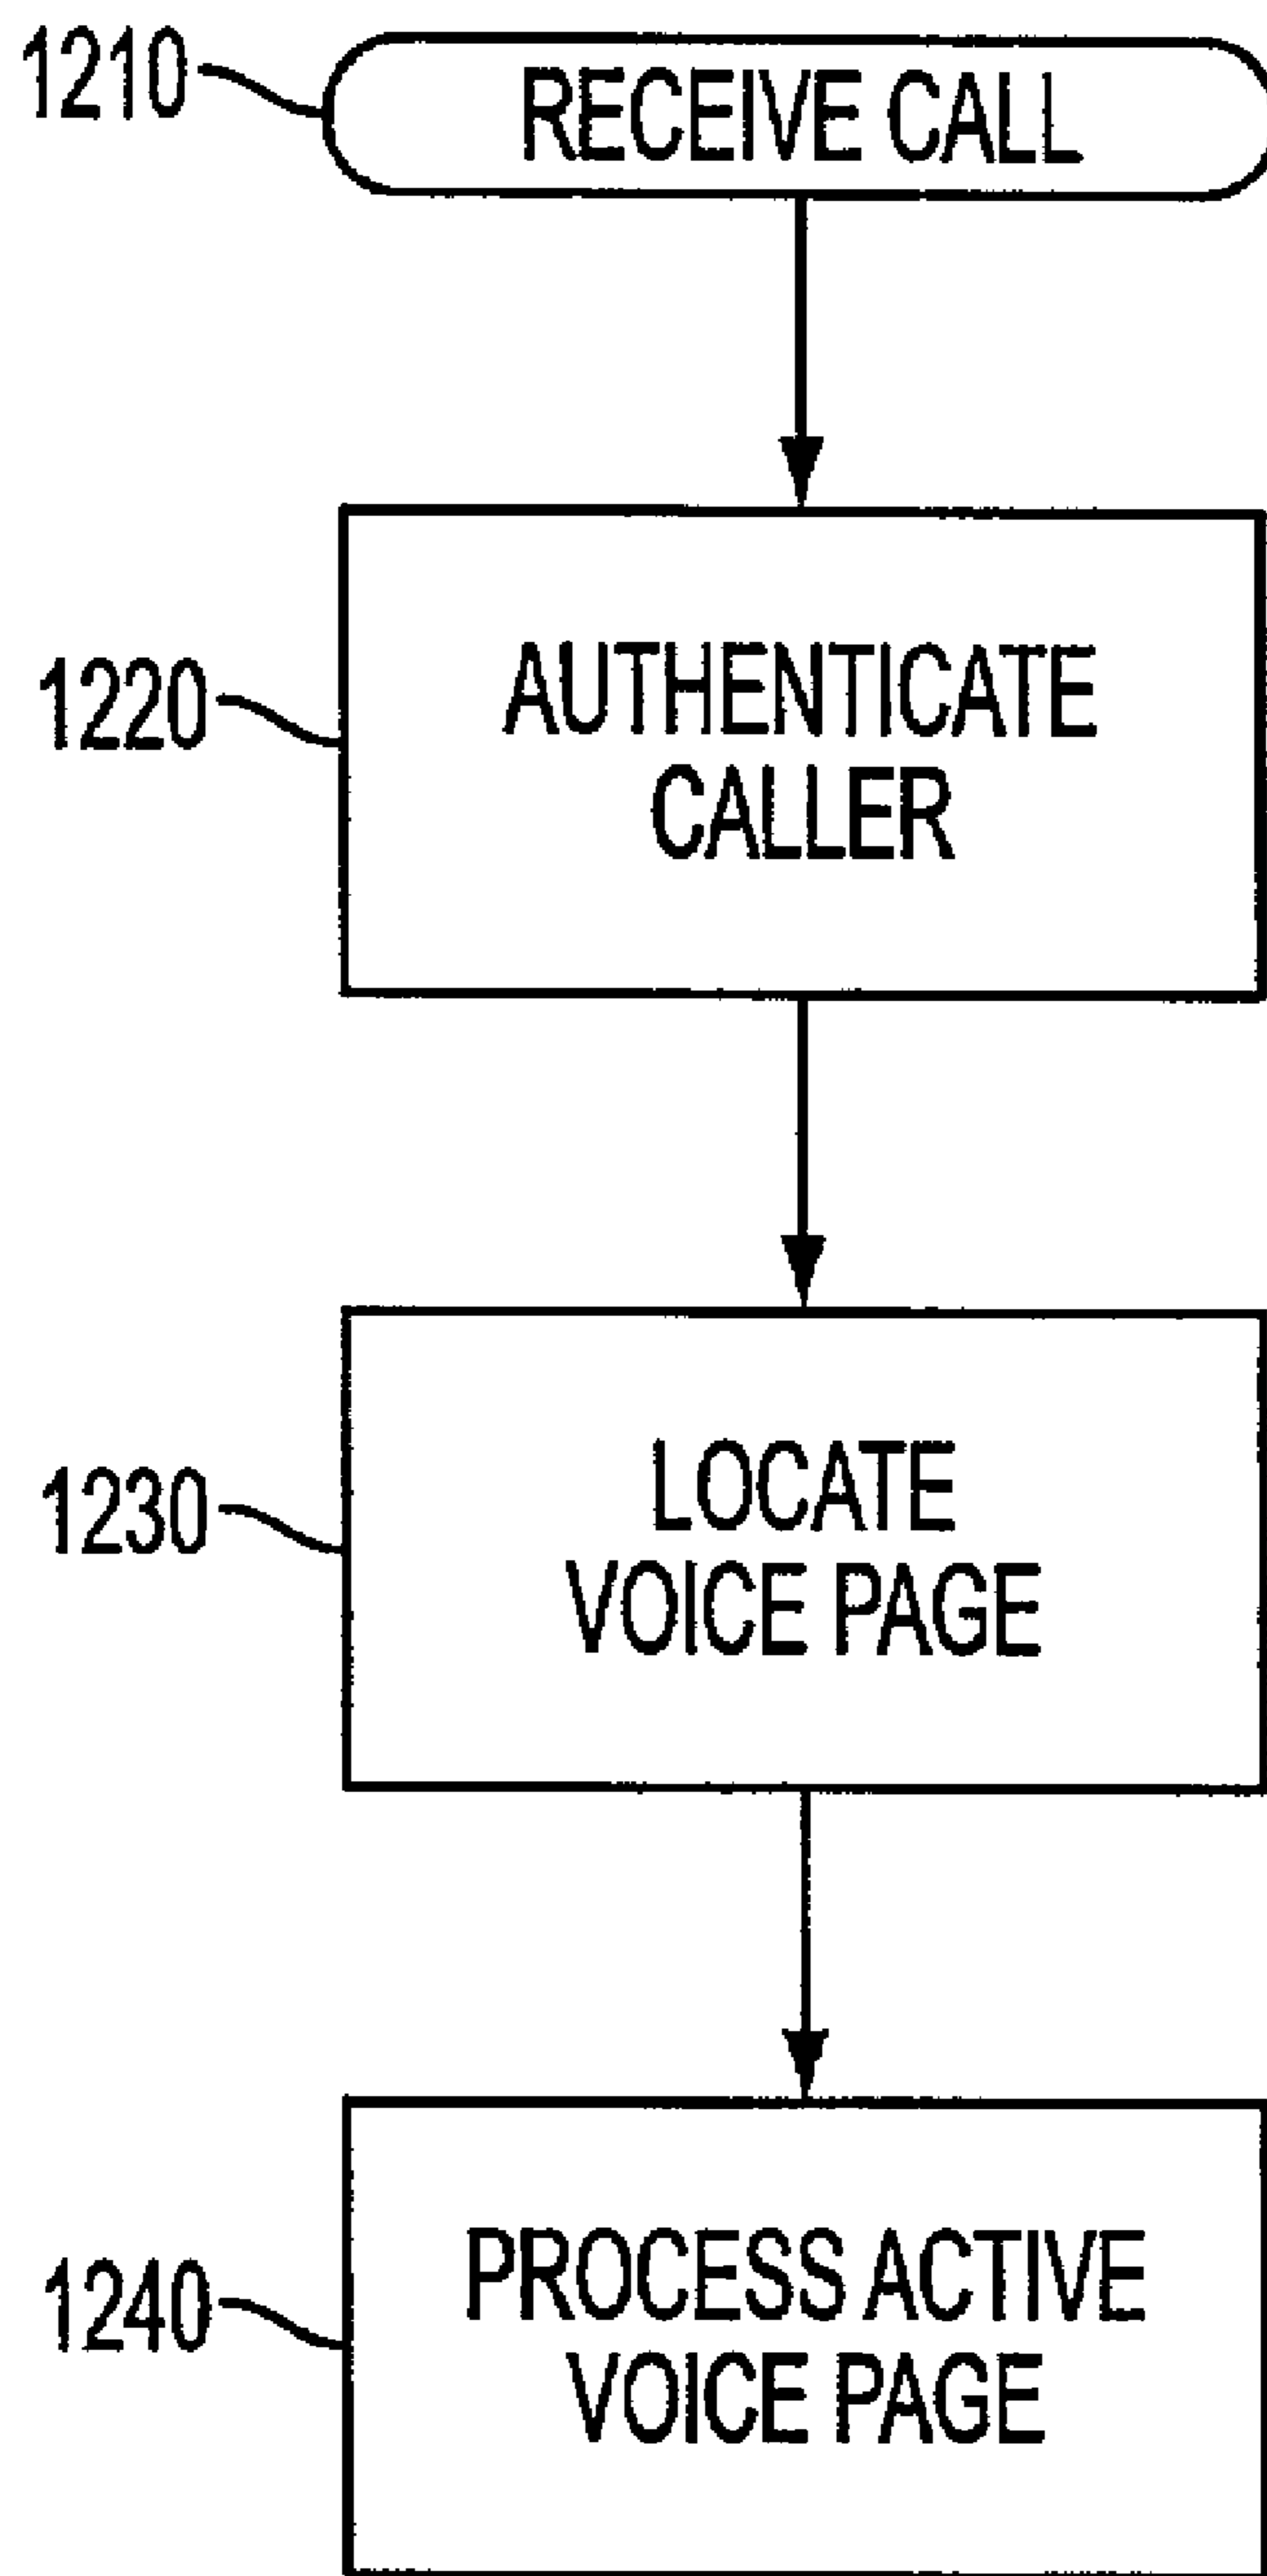 1210
RECEIVE CALL
1220
AUTHENTICATE
CALLER
1230
LOCATE
VOICE PAGE
1240
PROCESS ACTIVE
VOICE PAGE